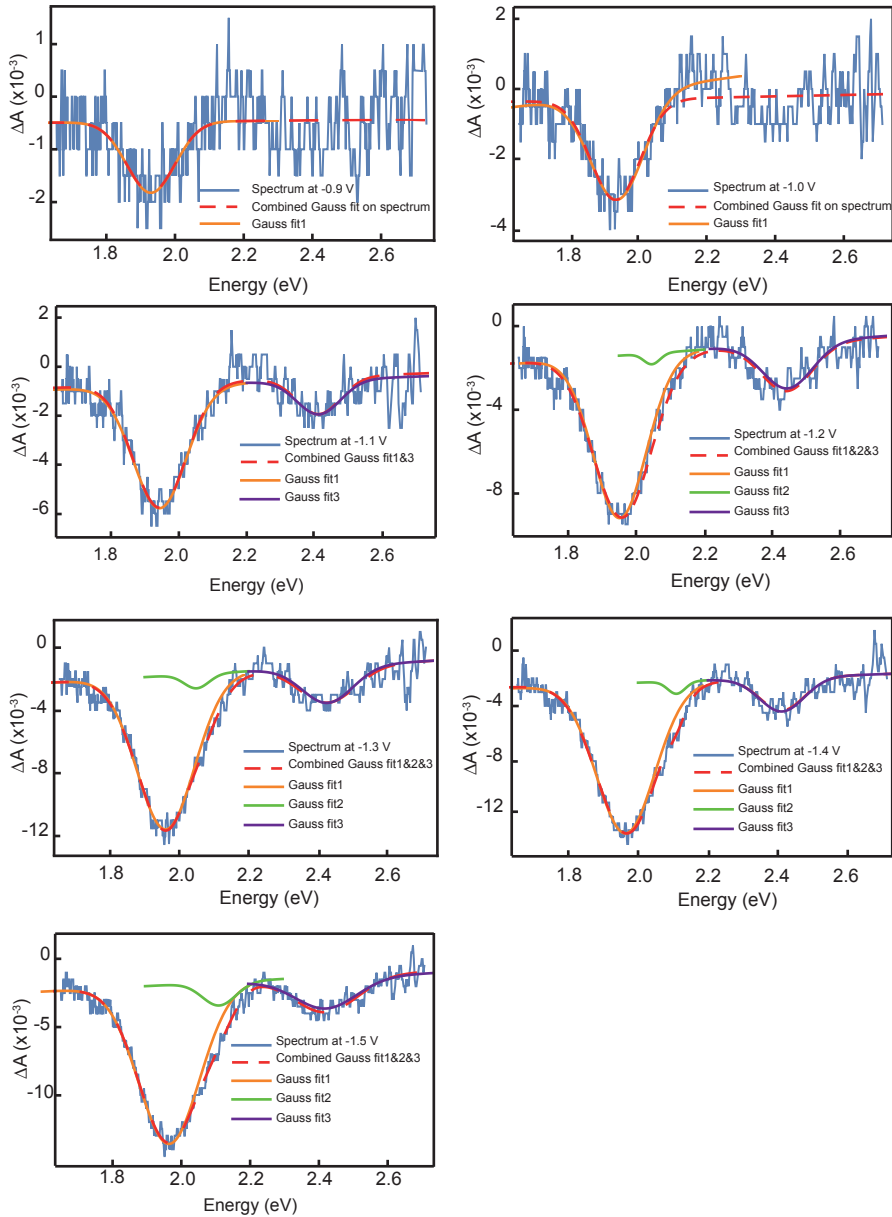 1
0
-1
-2
ΔA (x10⁻³)
Spectrum at -0.9 V
Combined Gauss fit on spectrum
Gauss fit1
1.8 2.0 2.2 2.4 2.6
Energy (eV)
2
0
-2
-4
ΔA (x10⁻³)
Spectrum at -1.0 V
Combined Gauss fit on spectrum
Gauss fit1
1.8 2.0 2.2 2.4 2.6
Energy (eV)
2
0
-2
-4
-6
ΔA (x10⁻³)
Spectrum at -1.1 V
Combined Gauss fit1&3
Gauss fit1
Gauss fit3
1.8 2.0 2.2 2.4 2.6
Energy (eV)
0
-4
-8
ΔA (x10⁻³)
Spectrum at -1.2 V
Combined Gauss fit1&2&3
Gauss fit1
Gauss fit2
Gauss fit3
1.8 2.0 2.2 2.4 2.6
Energy (eV)
0
-4
-8
-12
ΔA (x10⁻³)
Spectrum at -1.3 V
Combined Gauss fit1&2&3
Gauss fit1
Gauss fit2
Gauss fit3
1.8 2.0 2.2 2.4 2.6
Energy (eV)
0
-4
-8
-12
ΔA (x10⁻³)
Spectrum at -1.4 V
Combined Gauss fit1&2&3
Gauss fit1
Gauss fit2
Gauss fit3
1.8 2.0 2.2 2.4 2.6
Energy (eV)
0
-5
-10
ΔA (x10⁻³)
Spectrum at -1.5 V
Combined Gauss fit1&2&3
Gauss fit1
Gauss fit2
Gauss fit3
1.8 2.0 2.2 2.4 2.6
Energy (eV)